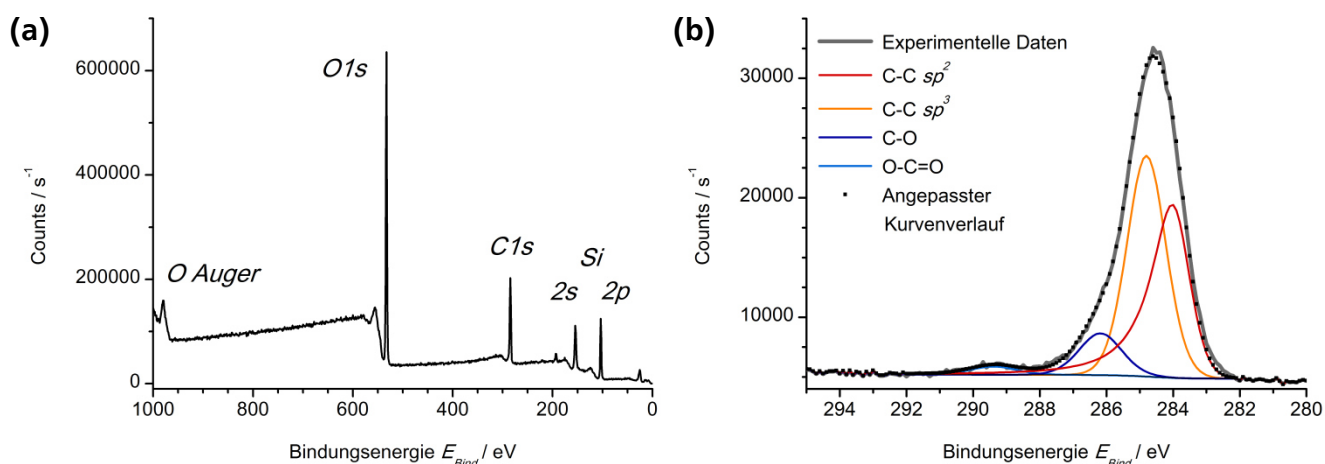 (a)
600000
400000
200000
0
Counts / s⁻¹
O Auger
O1s
C1s
Si
2s 2p
1000 800 600 400 200 0
Bindungsenergie E_Bind / eV
(b)
30000
20000
10000
Counts / s⁻¹
Experimentelle Daten
C-C sp²
C-C sp³
C-O
O-C=O
Angepasster
Kurvenverlauf
294 292 290 288 286 284 282 280
Bindungsenergie E_Bind / eV